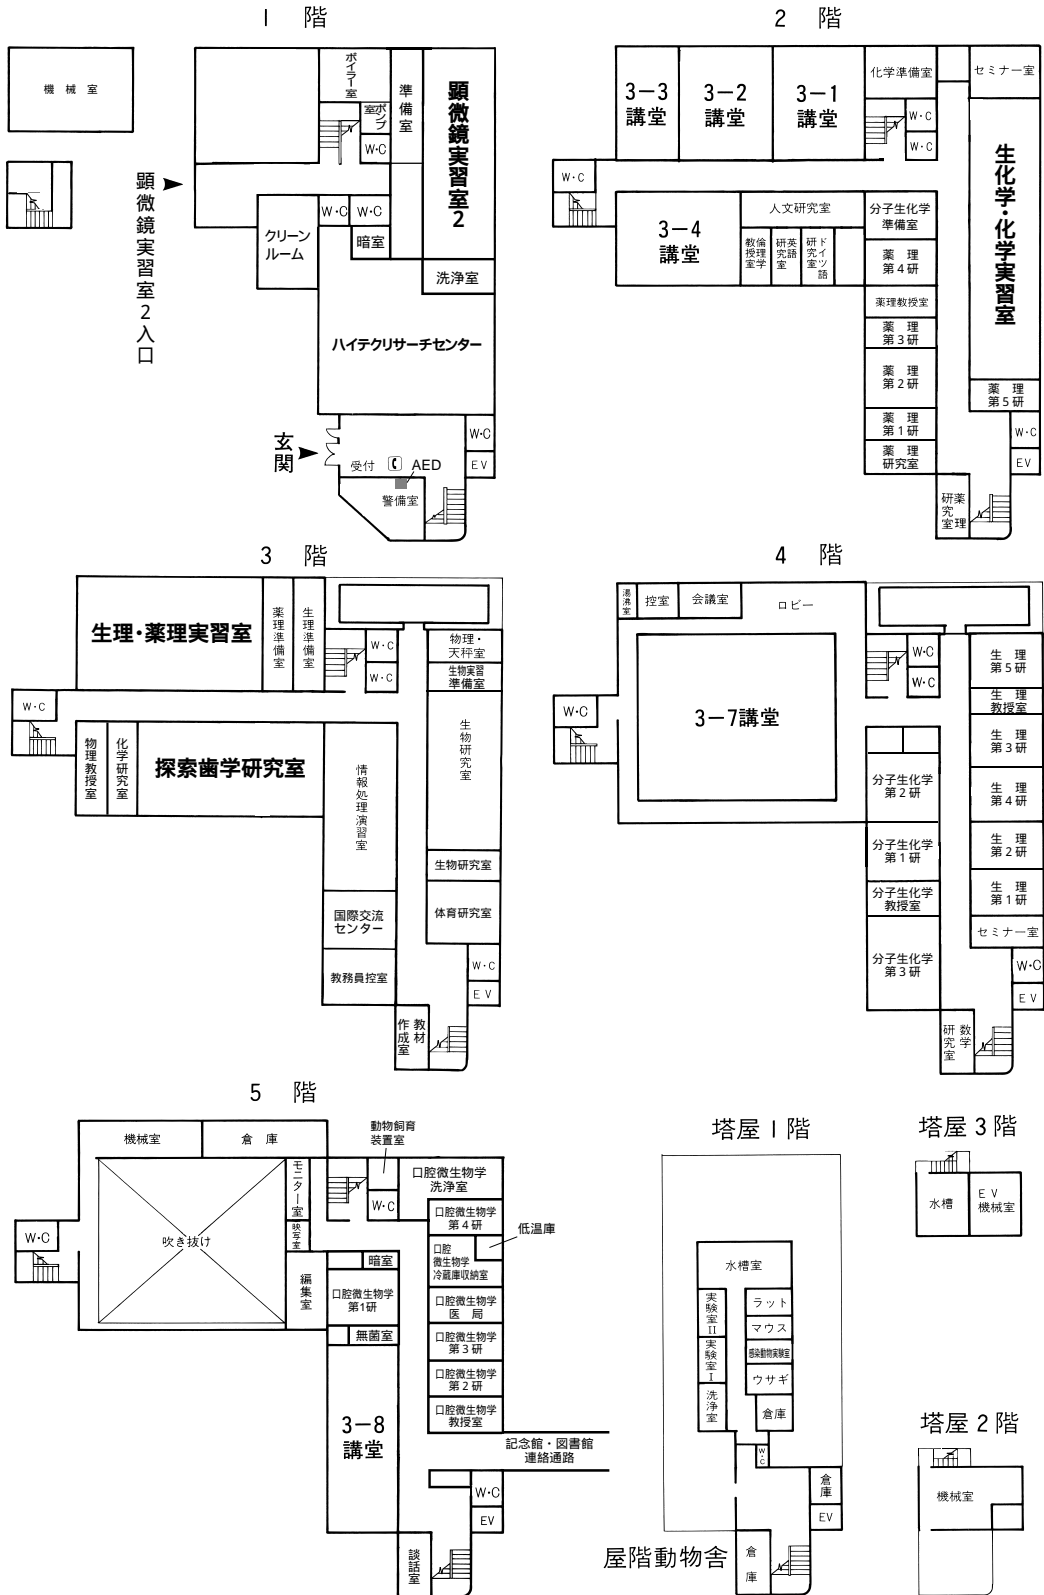 1 階
機械室
顕微鏡実習室2入口
ボイラー室
ポンプ室
W・C
準備室
顕微鏡実習室2
クリーン
ルーム
W・C
W・C
暗室
洗浄室
ハイテクリサーチセンター
玄関
受付
AED
警備室
W・C
EV
2 階
3-3
講堂
3-2
講堂
3-1
講堂
化学準備室
セミナー室
W・C
W・C
生化学・化学実習室
W・C
3-4
講堂
人文研究室
倫理学教授室
英語研究室
ドイツ語研究室
分子生化学
準備室
薬 理
第4研
薬理教授室
薬 理
第3研
薬 理
第2研
薬 理
第1研
薬 理
研究室
薬 理
第5研
W・C
EV
薬理研究室
3 階
生理・薬理実習室
薬理準備室
生理準備室
W・C
W・C
物理・
天秤室
生物実習
準備室
W・C
物理教授室
化学研究室
探索歯学研究室
情報処理演習室
生物研究室
生物研究室
体育研究室
国際交流
センター
教務員控室
W・C
EV
教材作成室
4 階
湯沸室
控室
会議室
ロビー
3-7講堂
W・C
W・C
W・C
生 理
第5研
生 理
教授室
生 理
第3研
生 理
第4研
生 理
第2研
生 理
第1研
セミナー室
分子生化学
第2研
分子生化学
第1研
分子生化学
教授室
分子生化学
第3研
W・C
EV
数学研究室
5 階
機械室
倉 庫
動物飼育
装置室
W・C
モニター室
映写室
編集室
吹き抜け
W・C
口腔微生物学
洗浄室
口腔微生物学
第4研
低温庫
口腔
微生物学
冷蔵庫収納室
口腔微生物学
医 局
口腔微生物学
第3研
口腔微生物学
第2研
口腔微生物学
教授室
暗室
口腔微生物学
第1研
無菌室
3-8
講堂
記念館・図書館
連絡通路
W・C
EV
談話室
塔屋1階
水槽室
実験室II
実験室I
洗浄室
ラット
マウス
感染動物実験室
ウサギ
倉庫
W・C
倉庫
EV
倉庫
屋階動物舎
塔屋3階
水槽
EV
機械室
塔屋2階
機械室